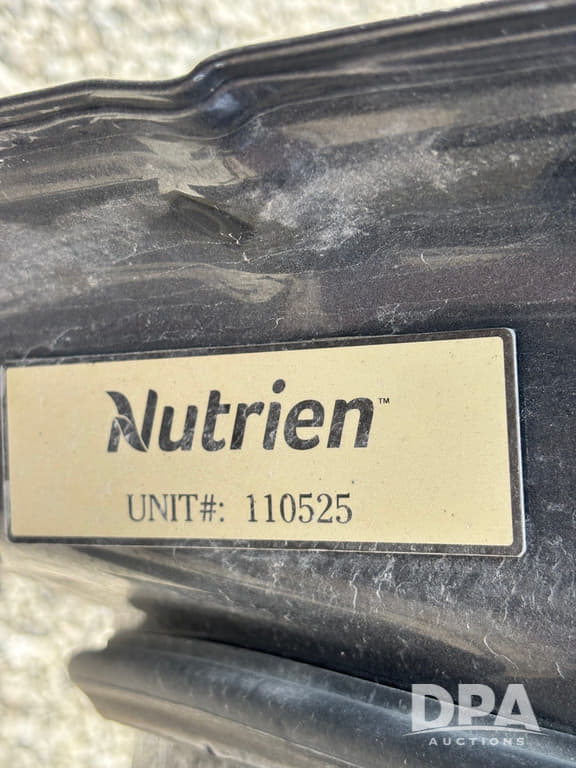 Nutrien™
UNIT#: 110525
DPA
AUCTIONS